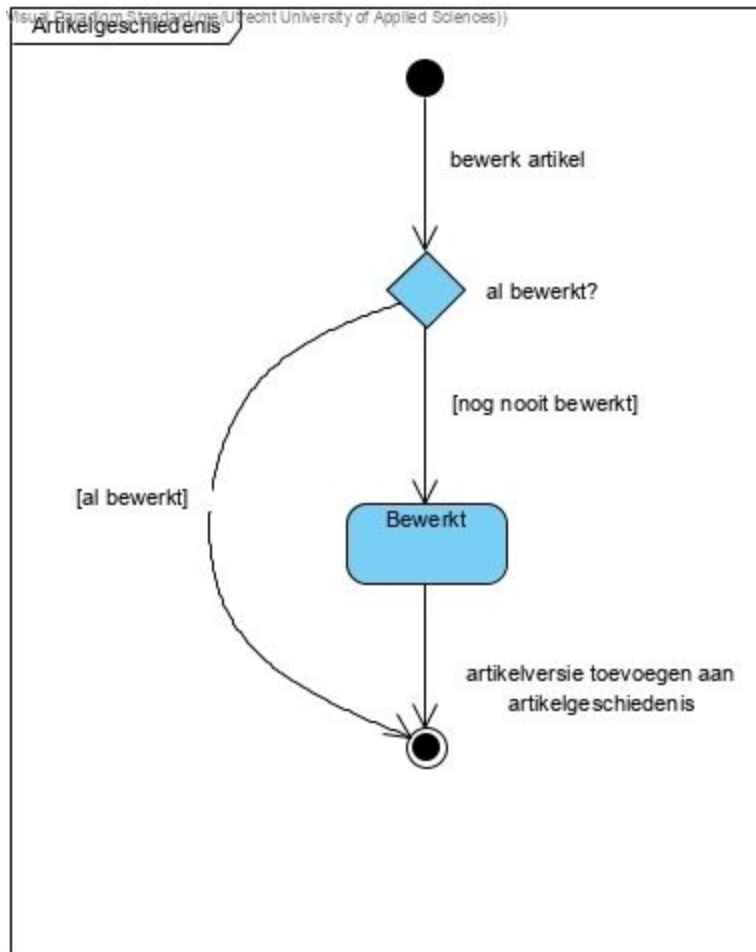 Visual Paradigm Standard(me(Utrecht University of Applied Sciences))
Artikelgeschiedenis
bewerk artikel
al bewerkt?
[nog nooit bewerkt]
[al bewerkt]
Bewerkt
artikelversie toevoegen aan
artikelgeschiedenis